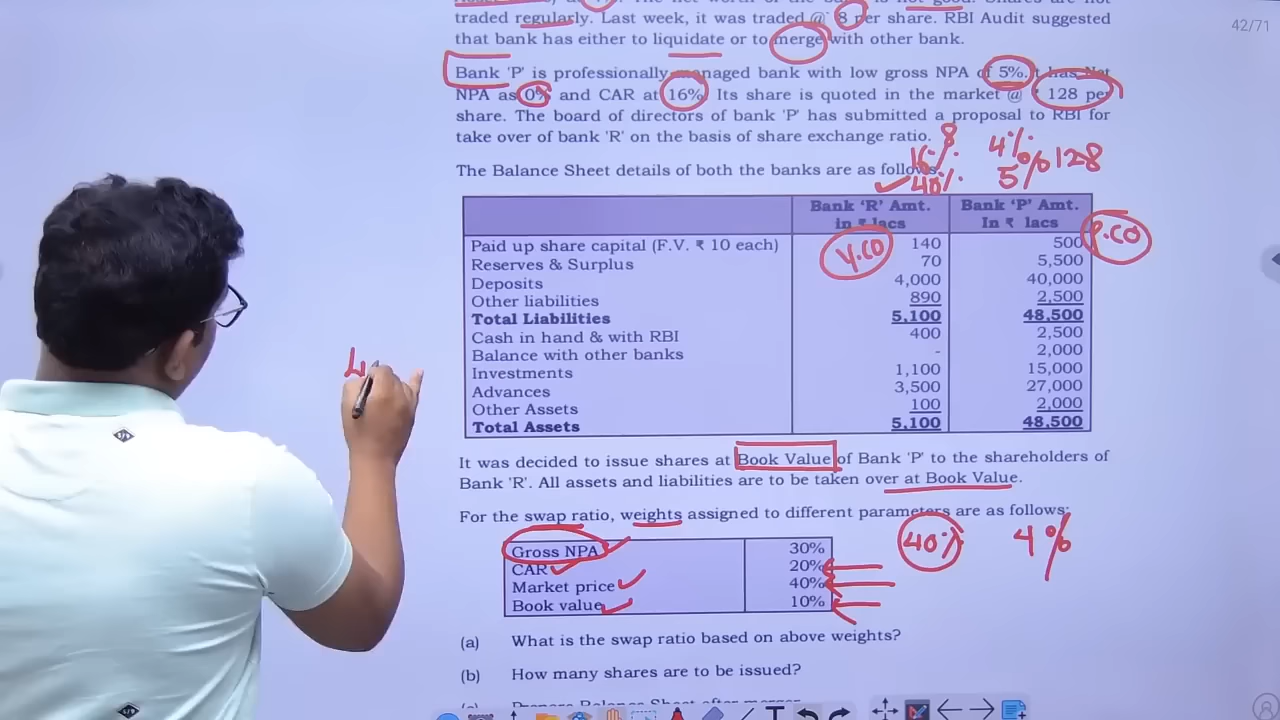 traded regularly. Last week, it was traded @ 8 per share. RBI Audit suggested
that bank has either to liquidate or to merge with other bank.
Bank 'P' is professionally managed bank with low gross NPA of 5%. It has Net
NPA as 0% and CAR at 16%. Its share is quoted in the market @ ₹ 128 per
share. The board of directors of bank 'P' has submitted a proposal to RBI for
take over of bank 'R' on the basis of share exchange ratio.
8 4%
16% 128
40% 5%
The Balance Sheet details of both the banks are as follows:
Bank 'R' Amt. Bank 'P' Amt.
in ₹ lacs In ₹ lacs
Paid up share capital (F.V. ₹ 10 each) 140 500
V.CO P.CO
Reserves & Surplus 70 5,500
Deposits 4,000 40,000
Other liabilities 890 2,500
Total Liabilities 5,100 48,500
Cash in hand & with RBI 400 2,500
Balance with other banks - 2,000
Investments 1,100 15,000
Advances 3,500 27,000
Other Assets 100 2,000
Total Assets 5,100 48,500
It was decided to issue shares at Book Value of Bank 'P' to the shareholders of
Bank 'R'. All assets and liabilities are to be taken over at Book Value.
For the swap ratio, weights assigned to different parameters are as follows:
Gross NPA 30%
CAR 20%
Market price 40%
Book value 10%
40% 4%
(a) What is the swap ratio based on above weights?
(b) How many shares are to be issued?
42/71